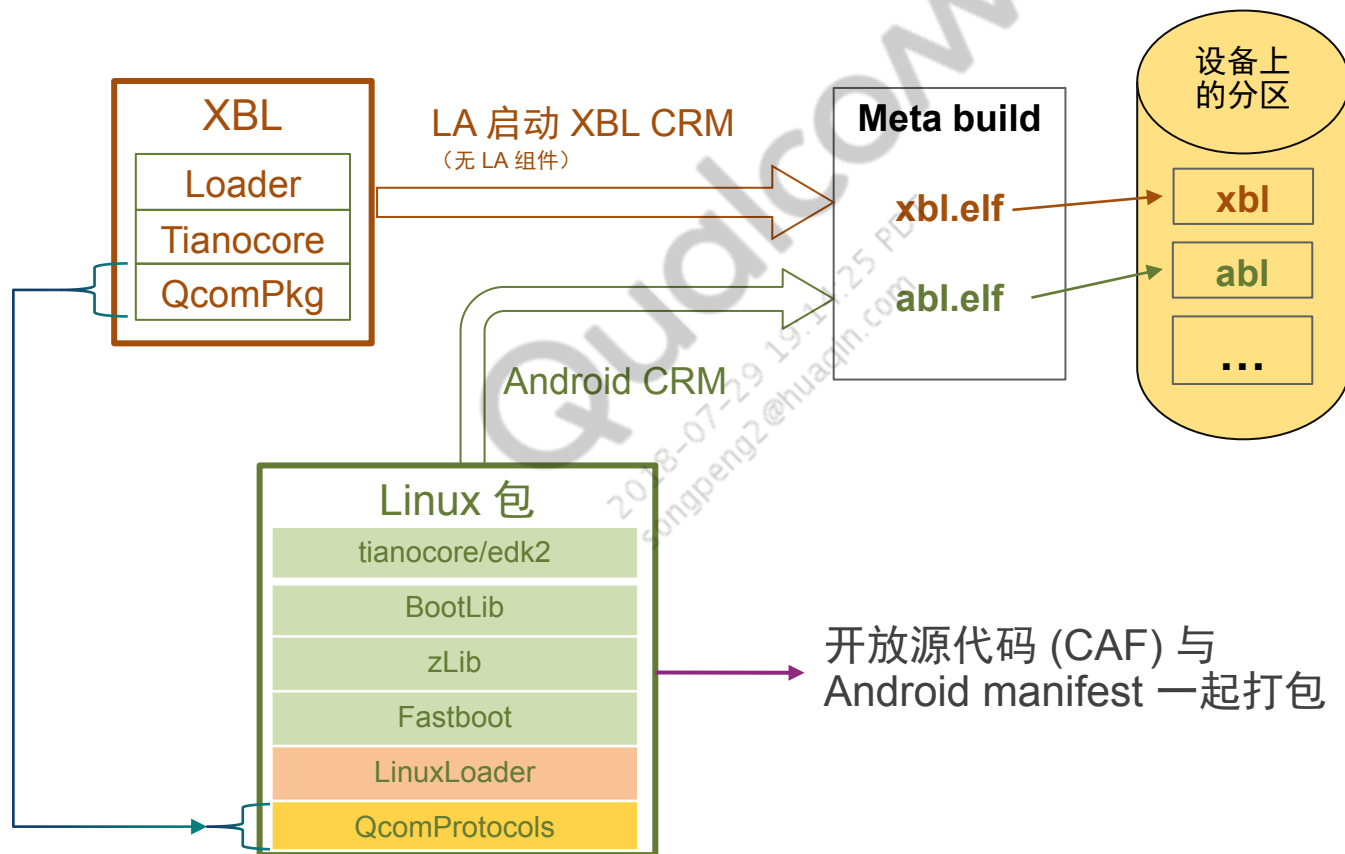 设备上
的分区
XBL
LA 启动 XBL CRM
（无 LA 组件）
Meta build
Loader
Tianocore
QcomPkg
xbl.elf
xbl
abl.elf
abl
...
Android CRM
Linux 包
tianocore/edk2
BootLib
zLib
Fastboot
LinuxLoader
QcomProtocols
开放源代码 (CAF) 与
Android manifest 一起打包
2018-07-29 19:14:25 PDT
songpeng2@huaqin.com